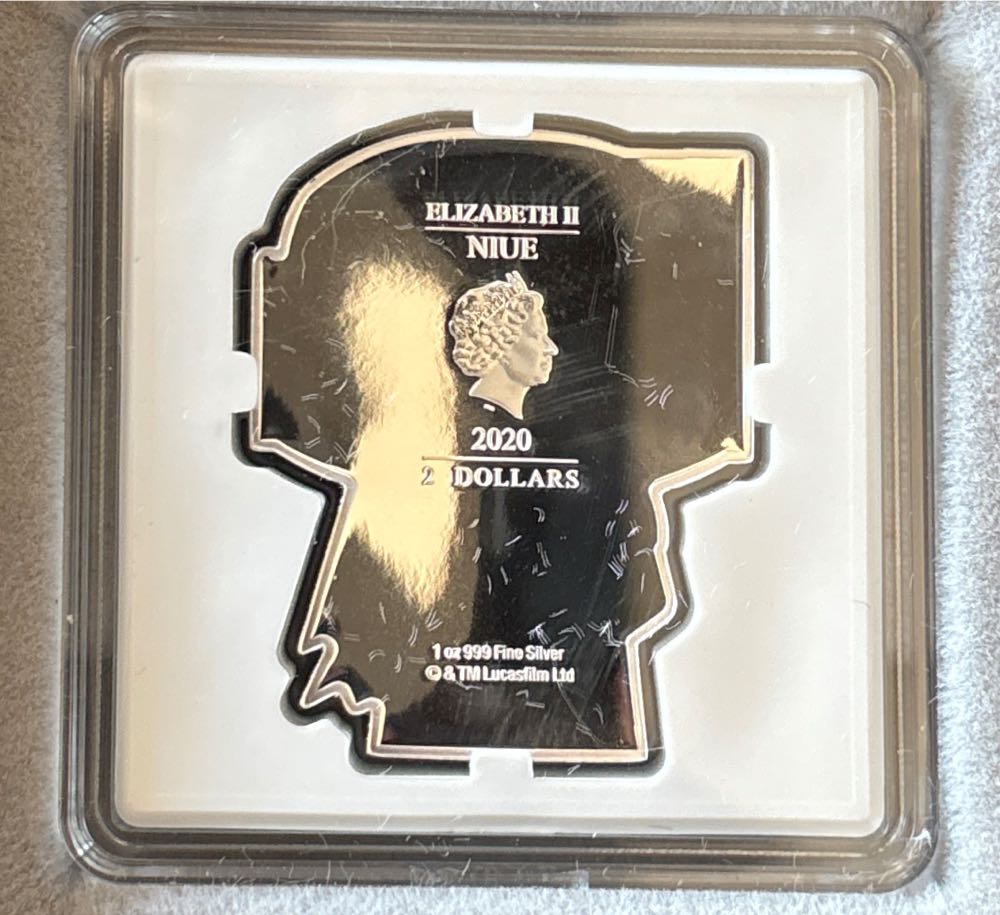 ELIZABETH II
NIUE
2020
2 DOLLARS
1 oz 999 Fine Silver
© & TM Lucasfilm Ltd